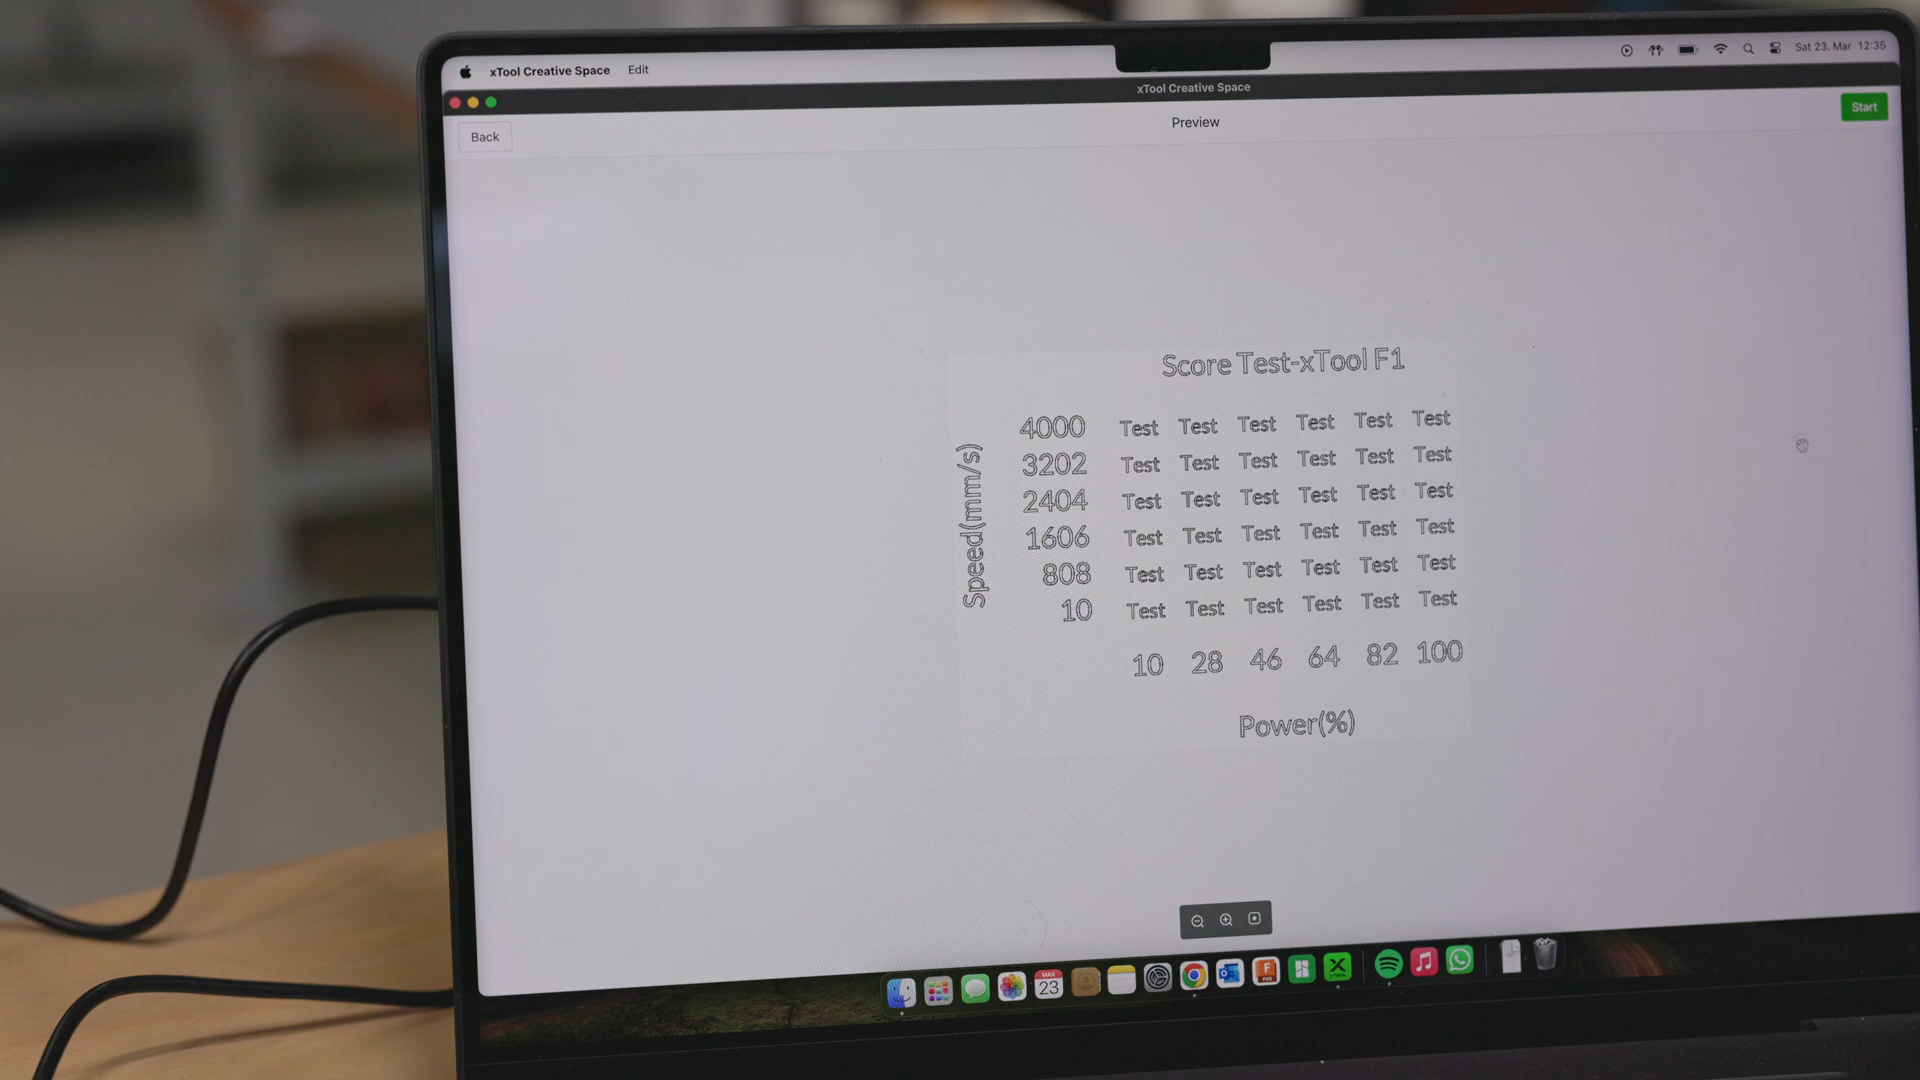 xTool Creative Space Edit Sat 23. Mar 12:35
xTool Creative Space
Back Preview Start
Score Test-xTool F1
Speed(mm/s)
4000 Test Test Test Test Test Test
3202 Test Test Test Test Test Test
2404 Test Test Test Test Test Test
1606 Test Test Test Test Test Test
808 Test Test Test Test Test Test
10 Test Test Test Test Test Test
10 28 46 64 82 100
Power(%)
MAR
23